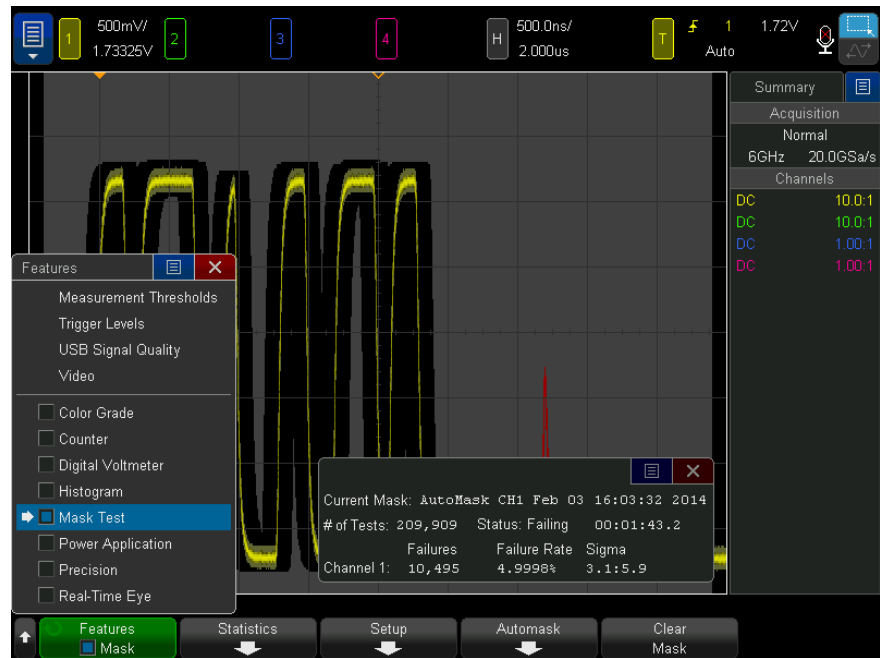 1 500mV/ 1.73325V 2 3 4 H 500.0ns/ 2.000us T 1 1.72V Auto
Summary
Acquisition
Normal
6GHz 20.0GSa/s
Channels
DC 10.0:1
DC 10.0:1
DC 1.00:1
DC 1.00:1
Features
Measurement Thresholds
Trigger Levels
USB Signal Quality
Video
Color Grade
Counter
Digital Voltmeter
Histogram
Mask Test
Power Application
Precision
Real-Time Eye
Current Mask: AutoMask CH1 Feb 03 16:03:32 2014
# of Tests: 209,909 Status: Failing 00:01:43.2
Failures Failure Rate Sigma
Channel 1: 10,495 4.9998% 3.1:5.9
Features
Mask
Statistics
Setup
Automask
Clear
Mask